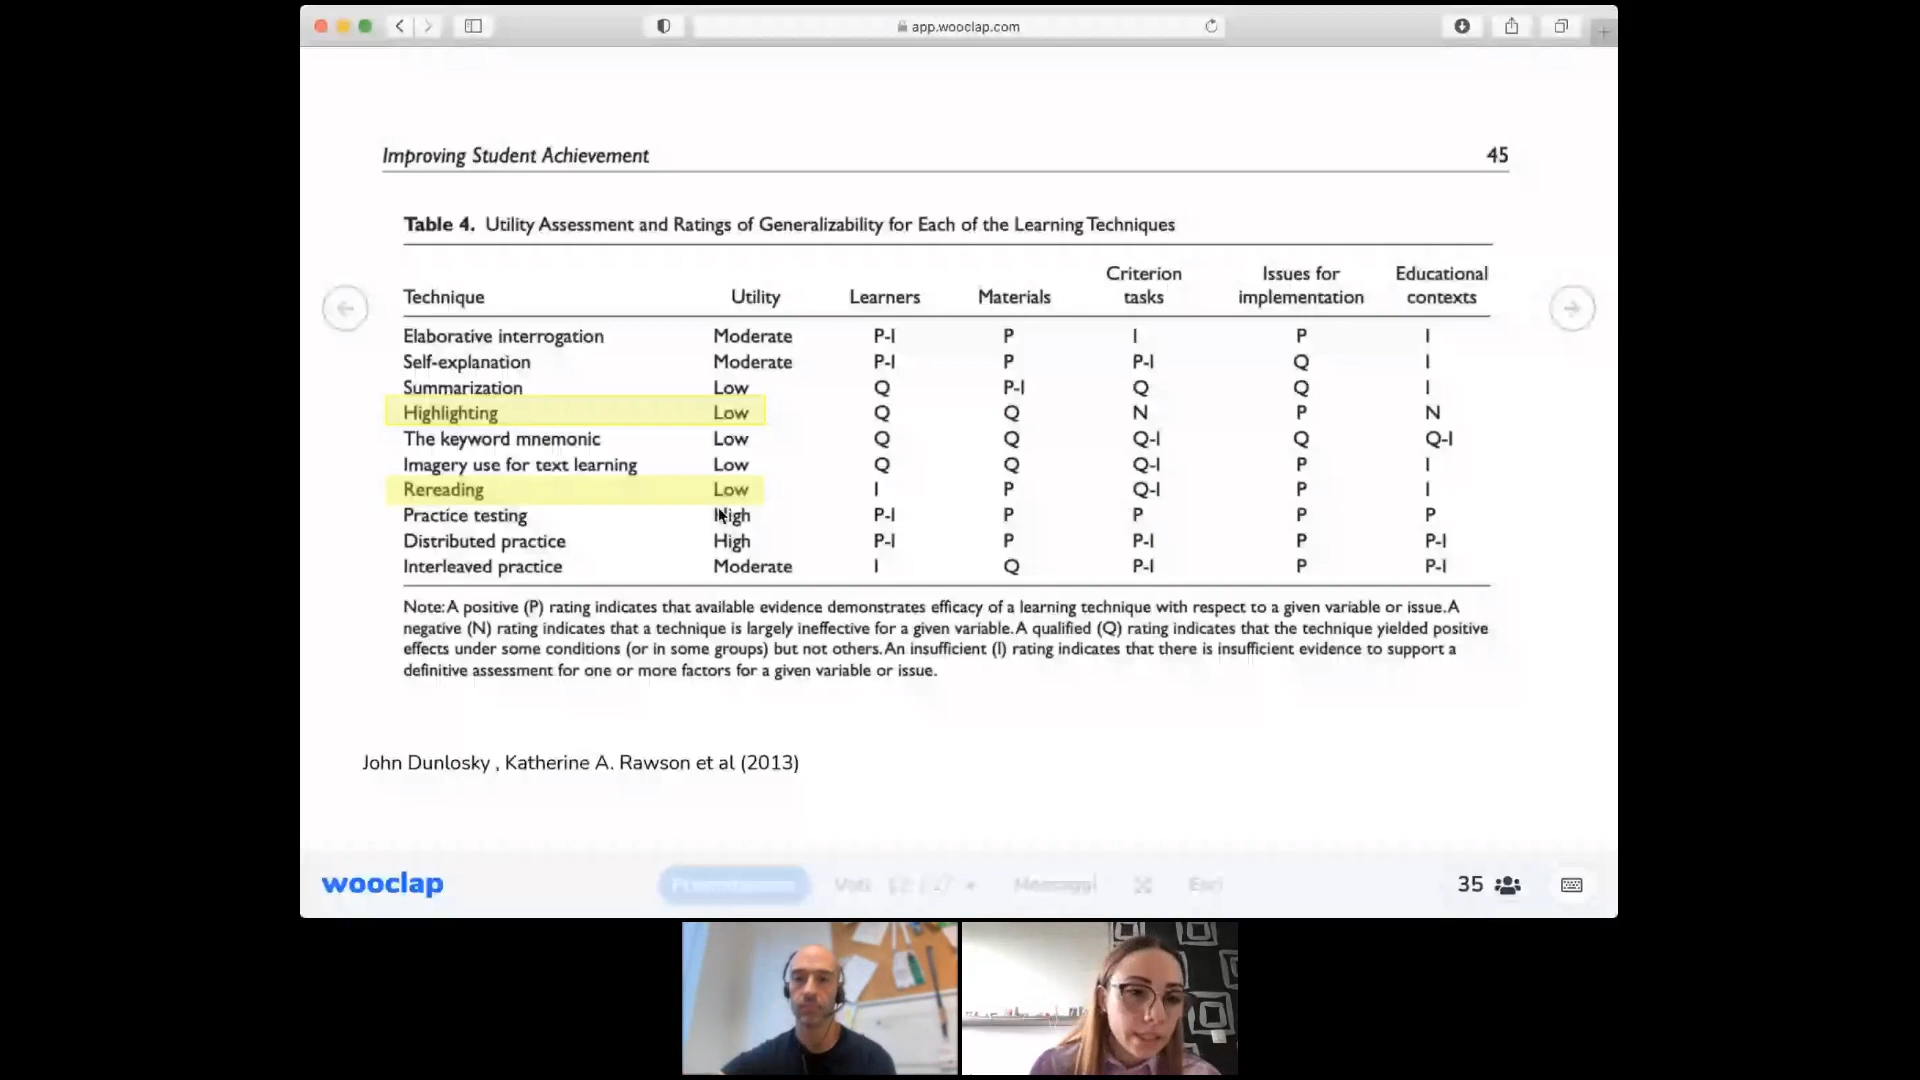 app.wooclap.com
Improving Student Achievement 45
Table 4. Utility Assessment and Ratings of Generalizability for Each of the Learning Techniques
Technique Utility Learners Materials Criterion tasks Issues for implementation Educational contexts
Elaborative interrogation Moderate P-I P I P I
Self-explanation Moderate P-I P P-I Q I
Summarization Low Q P-I Q Q I
Highlighting Low Q Q N P N
The keyword mnemonic Low Q Q Q-I Q Q-I
Imagery use for text learning Low Q Q Q-I P I
Rereading Low I P Q-I P I
Practice testing High P-I P P P P
Distributed practice High P-I P P-I P P-I
Interleaved practice Moderate I Q P-I P P-I
Note: A positive (P) rating indicates that available evidence demonstrates efficacy of a learning technique with respect to a given variable or issue. A
negative (N) rating indicates that a technique is largely ineffective for a given variable. A qualified (Q) rating indicates that the technique yielded positive
effects under some conditions (or in some groups) but not others. An insufficient (I) rating indicates that there is insufficient evidence to support a
definitive assessment for one or more factors for a given variable or issue.
John Dunlosky , Katherine A. Rawson et al (2013)
wooclap Voti Messaggi Esci 35